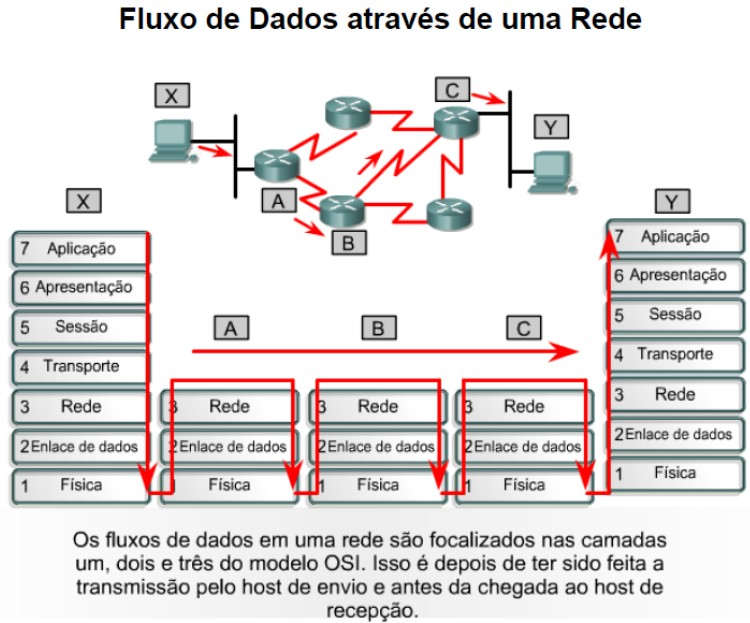 Fluxo de Dados através de uma Rede
X
C
Y
A
B
X
Y
7 Aplicação
6 Apresentação
5 Sessão
4 Transporte
3 Rede
2 Enlace de dados
1 Física
A
B
C
3 Rede
2 Enlace de dados
1 Física
3 Rede
2 Enlace de dados
1 Física
3 Rede
2 Enlace de dados
1 Física
7 Aplicação
6 Apresentação
5 Sessão
4 Transporte
3 Rede
2 Enlace de dados
1 Física
Os fluxos de dados em uma rede são focalizados nas camadas
um, dois e três do modelo OSI. Isso é depois de ter sido feita a
transmissão pelo host de envio e antes da chegada ao host de
recepção.